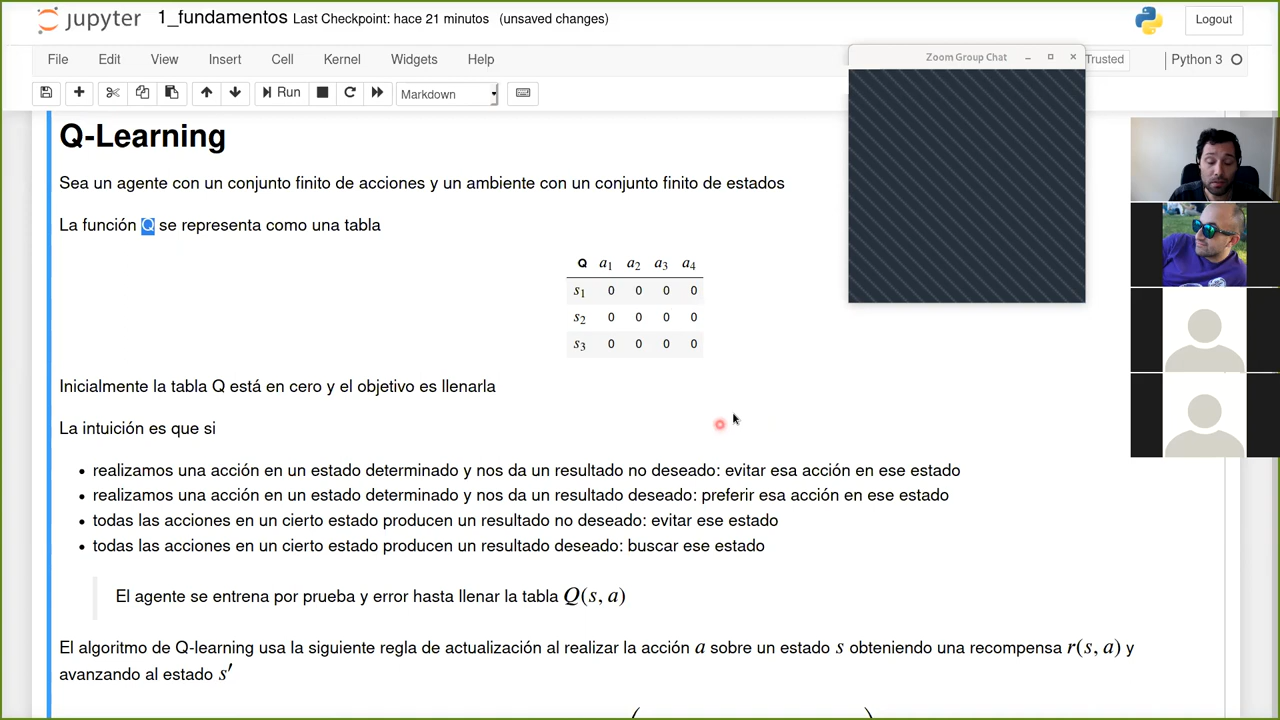 jupyter 1_fundamentos Last Checkpoint: hace 21 minutos (unsaved changes)
Logout
File Edit View Insert Cell Kernel Widgets Help
Trusted
Python 3
Run
Markdown
Zoom Group Chat
Q-Learning
Sea un agente con un conjunto finito de acciones y un ambiente con un conjunto finito de estados
La función Q se representa como una tabla
Q a1 a2 a3 a4
s1 0 0 0 0
s2 0 0 0 0
s3 0 0 0 0
Inicialmente la tabla Q está en cero y el objetivo es llenarla
La intuición es que si
• realizamos una acción en un estado determinado y nos da un resultado no deseado: evitar esa acción en ese estado
• realizamos una acción en un estado determinado y nos da un resultado deseado: preferir esa acción en ese estado
• todas las acciones en un cierto estado producen un resultado no deseado: evitar ese estado
• todas las acciones en un cierto estado producen un resultado deseado: buscar ese estado
El agente se entrena por prueba y error hasta llenar la tabla Q(s, a)
El algoritmo de Q-learning usa la siguiente regla de actualización al realizar la acción a sobre un estado s obteniendo una recompensa r(s, a) y
avanzando al estado s′